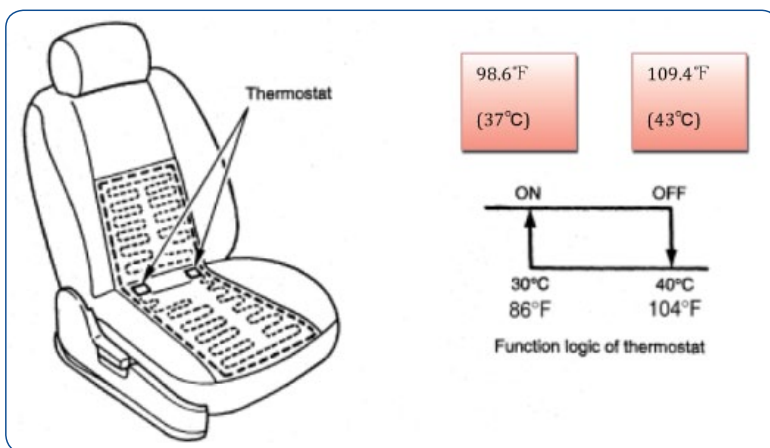 Thermostat
98.6℉
(37℃)
109.4℉
(43℃)
ON
OFF
30°C
86°F
40°C
104°F
Function logic of thermostat